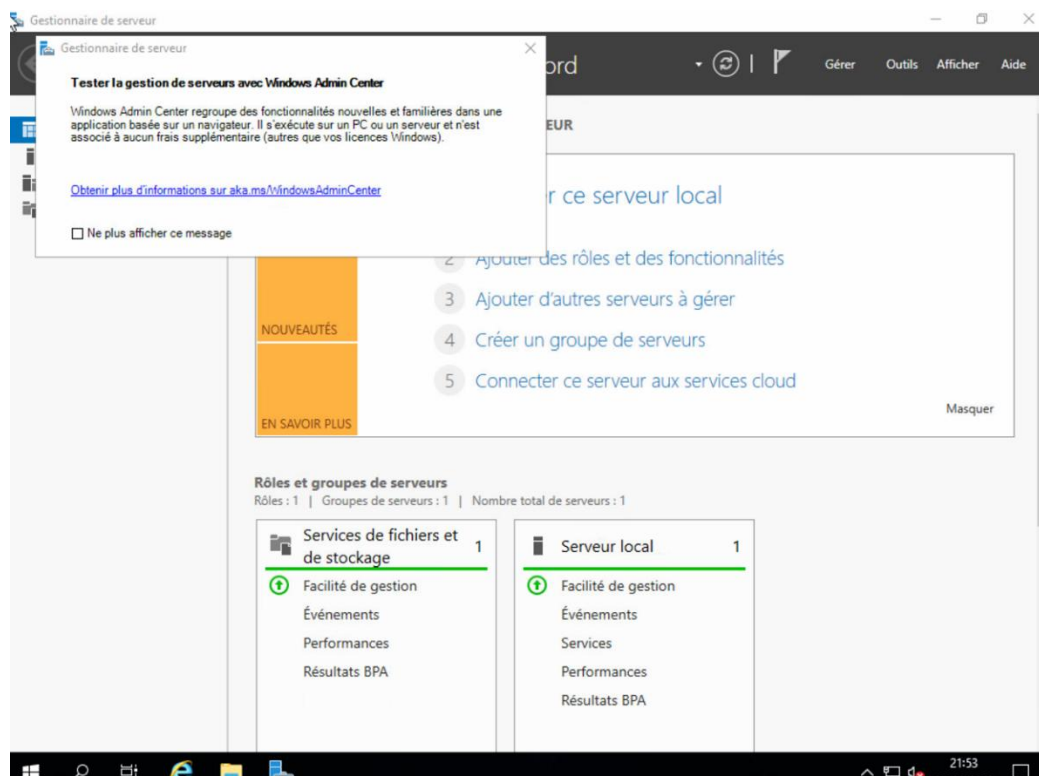 Gestionnaire de serveur
Gestionnaire de serveur
Tester la gestion de serveurs avec Windows Admin Center
Windows Admin Center regroupe des fonctionnalités nouvelles et familières dans une
application basée sur un navigateur. Il s'exécute sur un PC ou un serveur et n'est
associé à aucun frais supplémentaire (autres que vos licences Windows).
Obtenir plus d'informations sur aka.ms/WindowsAdminCenter
Ne plus afficher ce message
ord
Gérer Outils Afficher Aide
EUR
r ce serveur local
2 Ajouter des rôles et des fonctionnalités
3 Ajouter d'autres serveurs à gérer
4 Créer un groupe de serveurs
5 Connecter ce serveur aux services cloud
NOUVEAUTÉS
EN SAVOIR PLUS
Masquer
Rôles et groupes de serveurs
Rôles : 1 | Groupes de serveurs : 1 | Nombre total de serveurs : 1
Services de fichiers et
de stockage
1
Facilité de gestion
Événements
Performances
Résultats BPA
Serveur local 1
Facilité de gestion
Événements
Services
Performances
Résultats BPA
21:53